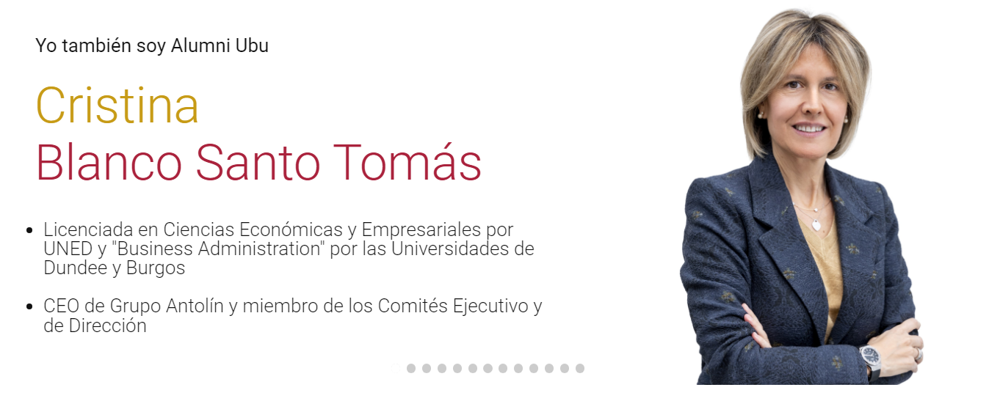 Yo también soy Alumni Ubu
Cristina
Blanco Santo Tomás
Licenciada en Ciencias Económicas y Empresariales por
UNED y "Business Administration" por las Universidades de
Dundee y Burgos
CEO de Grupo Antolín y miembro de los Comités Ejecutivo y
de Dirección